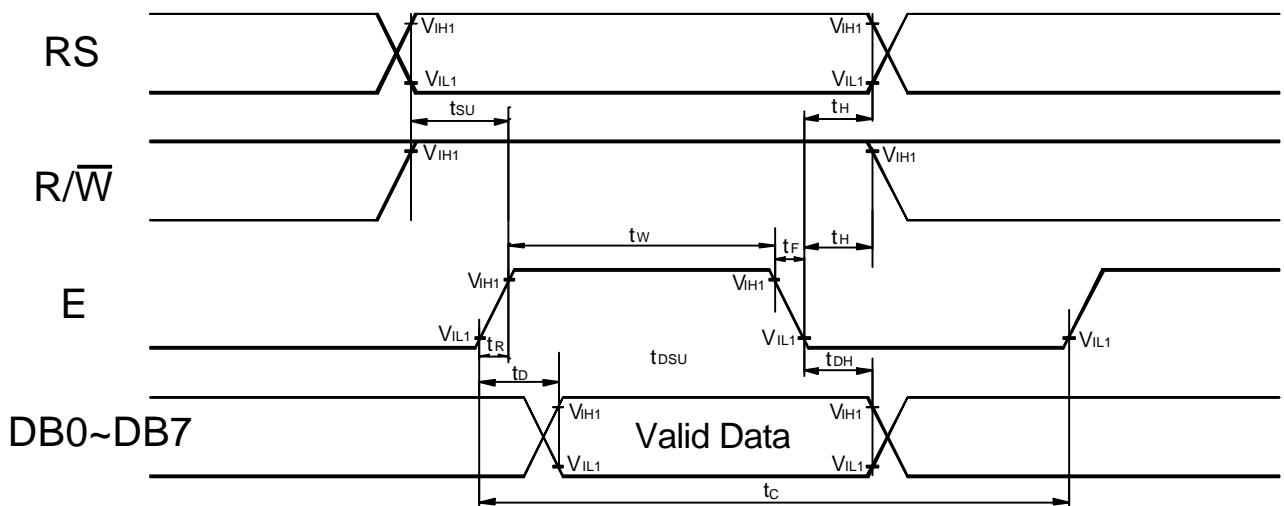 RS
VIH1
VIH1
VIL1
VIL1
tSU
tH
R/W̅
VIH1
VIH1
tW
tF
tH
E
VIH1
VIH1
VIL1
VIL1
VIL1
tR
tDSU
tDH
tD
DB0~DB7
VIH1
Valid Data
VIH1
VIL1
VIL1
tC